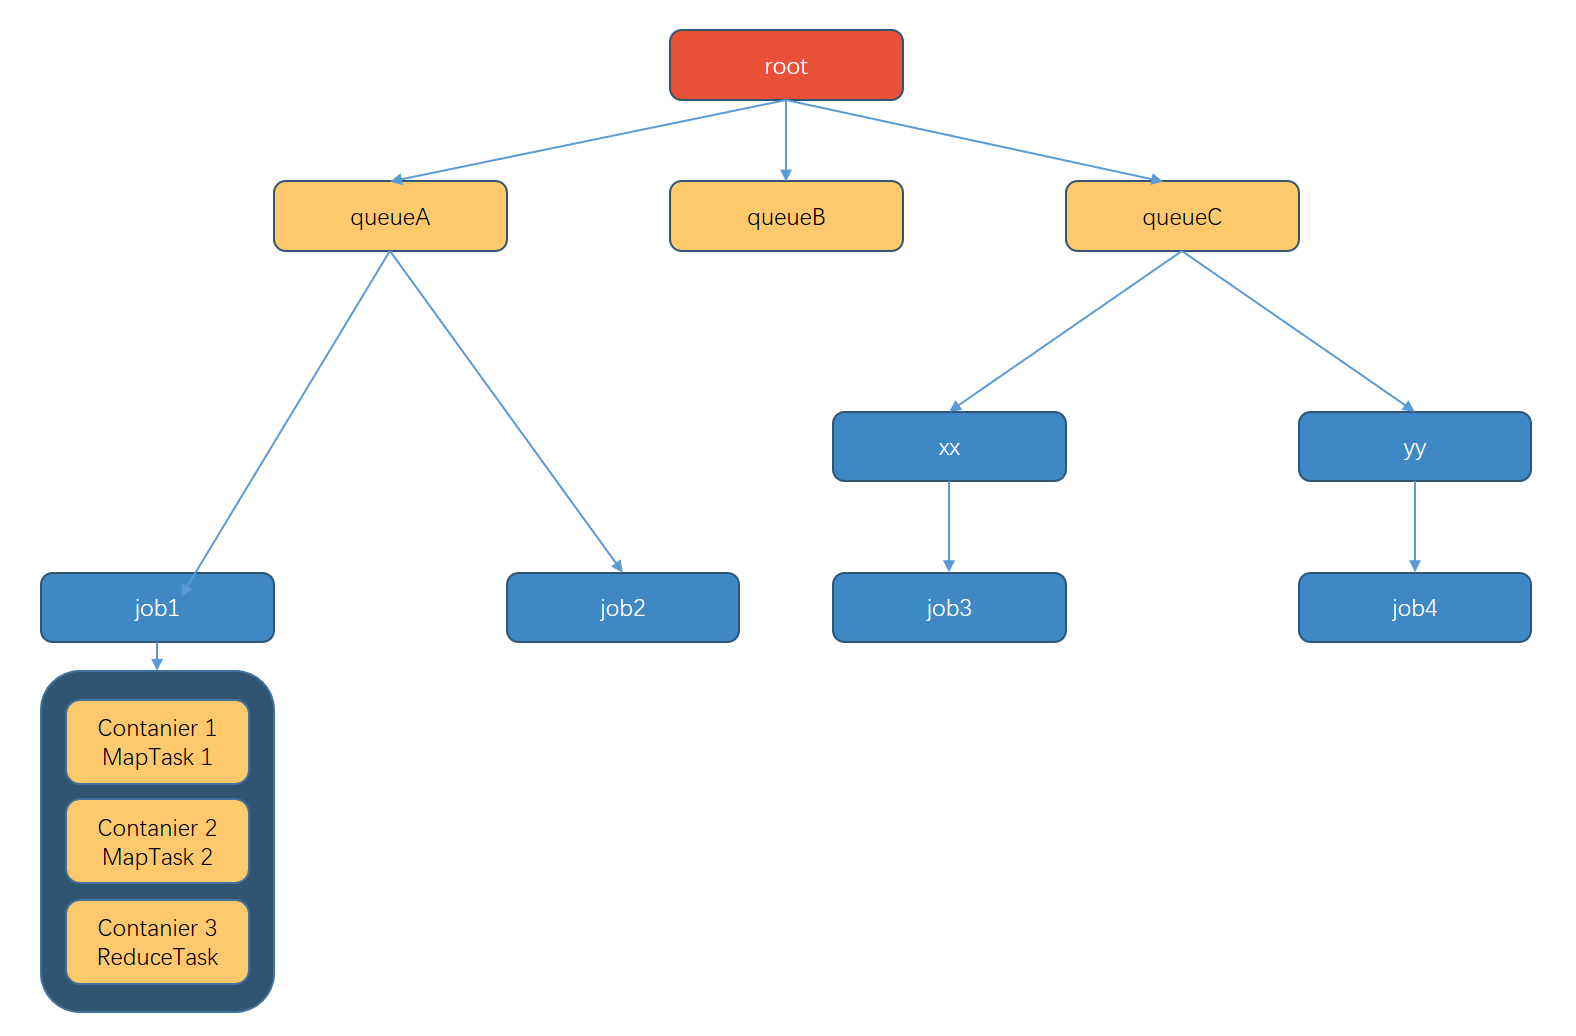 root
queueA
queueB
queueC
xx
yy
job1
job2
job3
job4
Contanier 1
MapTask 1
Contanier 2
MapTask 2
Contanier 3
ReduceTask